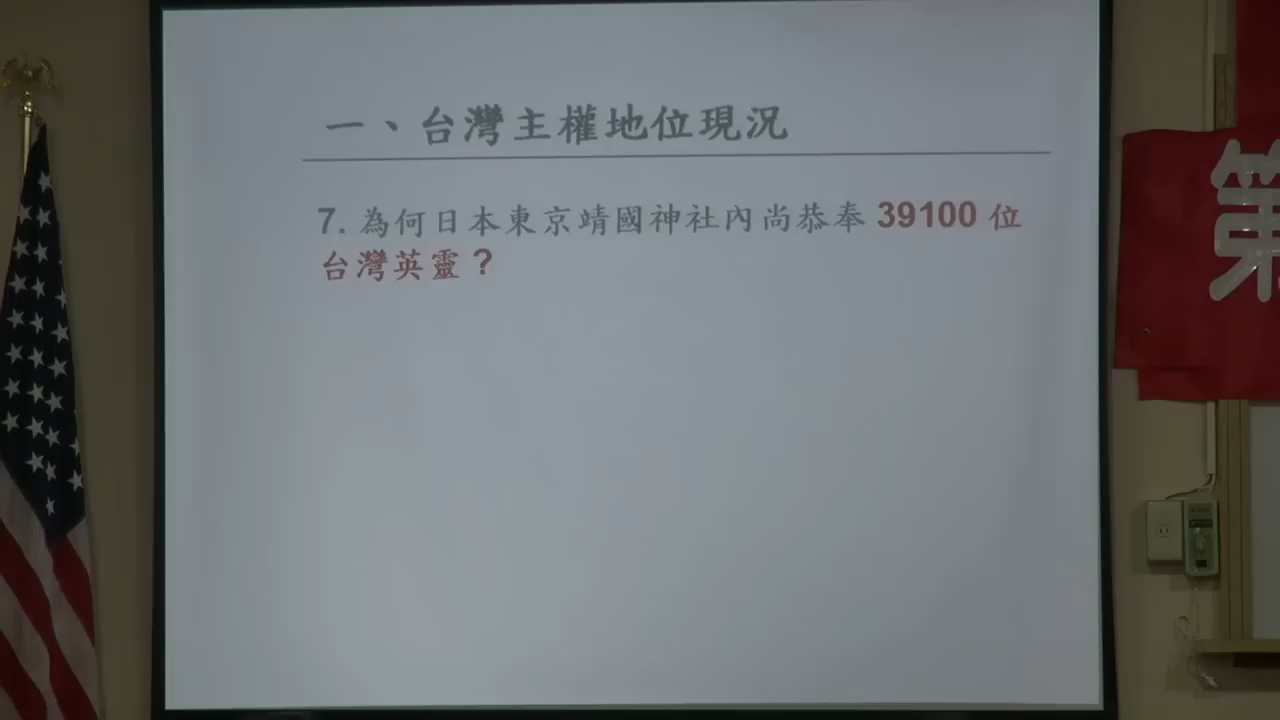 一、台灣主權地位現況
7. 為何日本東京靖國神社內尚恭奉 39100 位
台灣英靈？
第